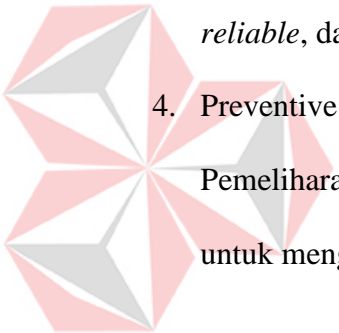 reliable, da
4. Preventive
Pemelihara
untuk meng